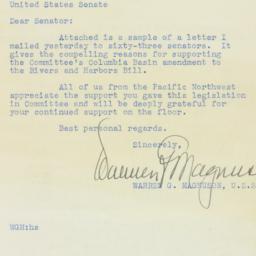 United States Senate
Dear Senator:
Attached is a sample of a letter I
mailed yesterday to sixty-three senators. It
gives the compelling reasons for supporting
the Committee's Columbia Basin amendment to
the Rivers and Harbors Bill.
All of us from the Pacific Northwest
appreciate the support you gave this legislation
in Committee and will be deeply grateful for
your continued support on the floor.
Best personal regards.
Sincerely,
Warren G Magnus
WARREN G. MAGNUSON, U.S.S
WGM:hs